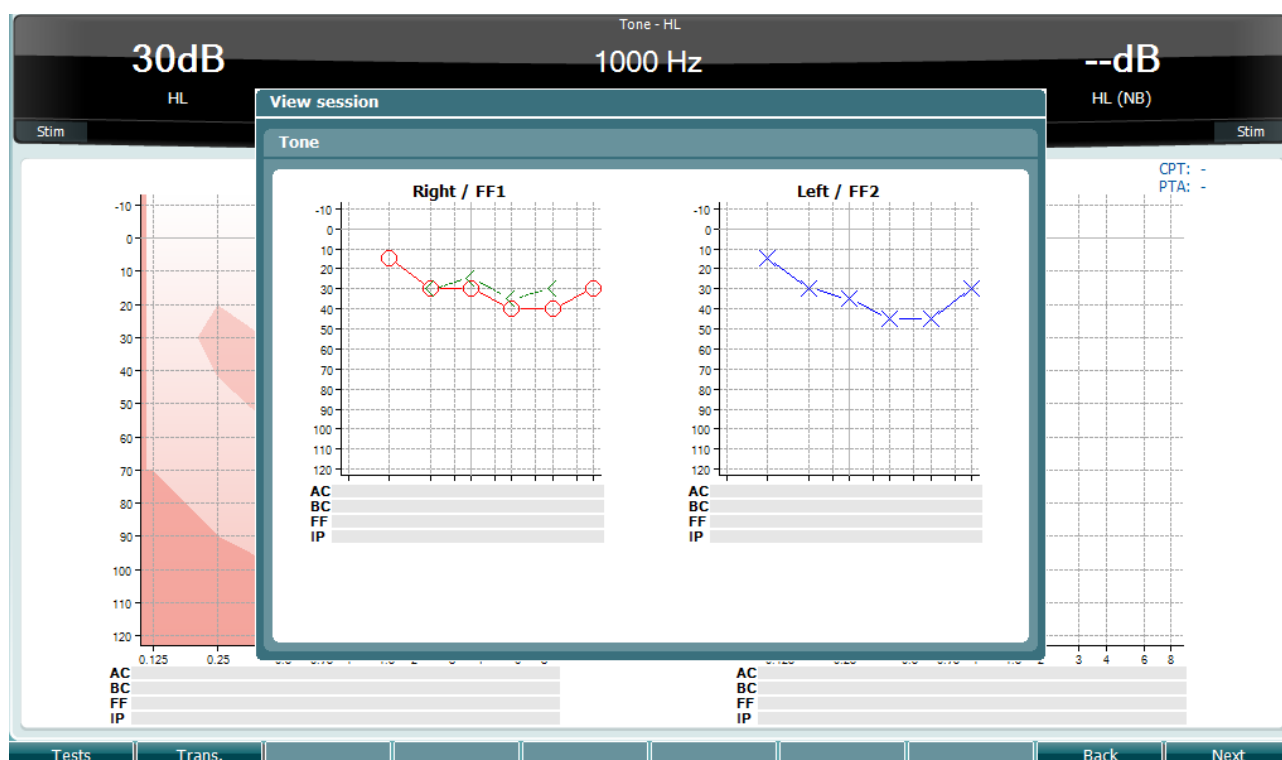 Tone - HL
30dB
1000 Hz
--dB
HL
HL (NB)
Stim
Stim
View session
Tone
CPT: -
PTA: -
Right / FF1
Left / FF2
-10
0
10
20
30
40
50
60
70
80
90
100
110
120
-10
0
10
20
30
40
50
60
70
80
90
100
110
120
-10
0
10
20
30
40
50
60
70
80
90
100
110
120
AC
BC
FF
IP
AC
BC
FF
IP
0.125 0.25
3 4 6 8
AC
BC
FF
IP
AC
BC
FF
IP
Tests Trans. Back Next